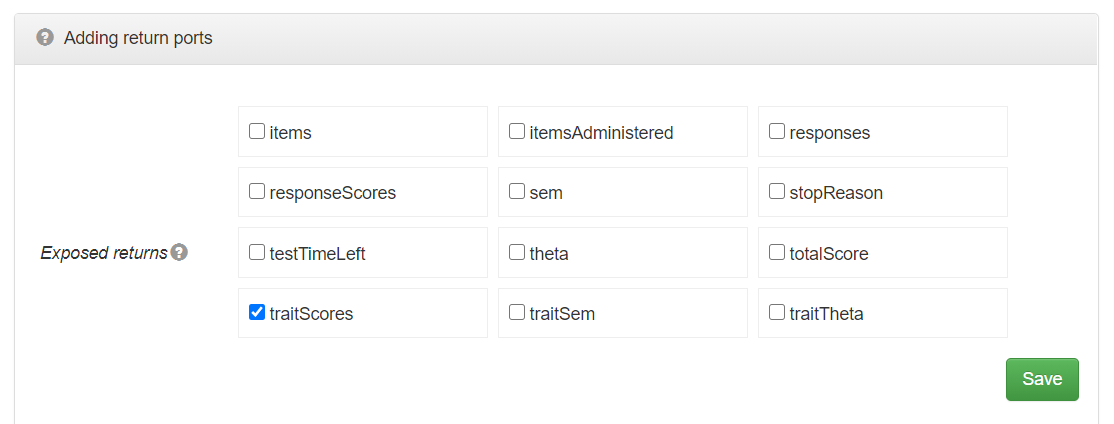 Adding return ports
items itemsAdministered responses
responseScores sem stopReason
Exposed returns
testTimeLeft theta totalScore
traitScores traitSem traitTheta
Save